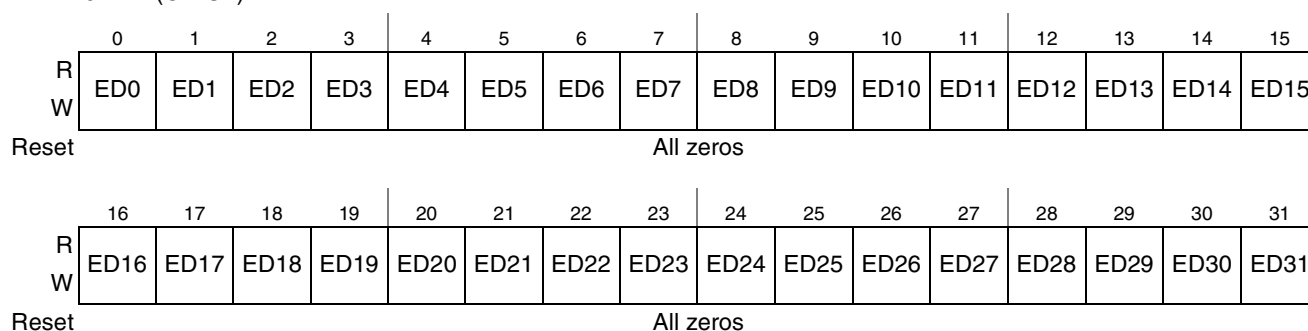 0 1 2 3 4 5 6 7 8 9 10 11 12 13 14 15
R
ED0 ED1 ED2 ED3 ED4 ED5 ED6 ED7 ED8 ED9 ED10 ED11 ED12 ED13 ED14 ED15
W
Reset All zeros
16 17 18 19 20 21 22 23 24 25 26 27 28 29 30 31
R
ED16 ED17 ED18 ED19 ED20 ED21 ED22 ED23 ED24 ED25 ED26 ED27 ED28 ED29 ED30 ED31
W
Reset All zeros